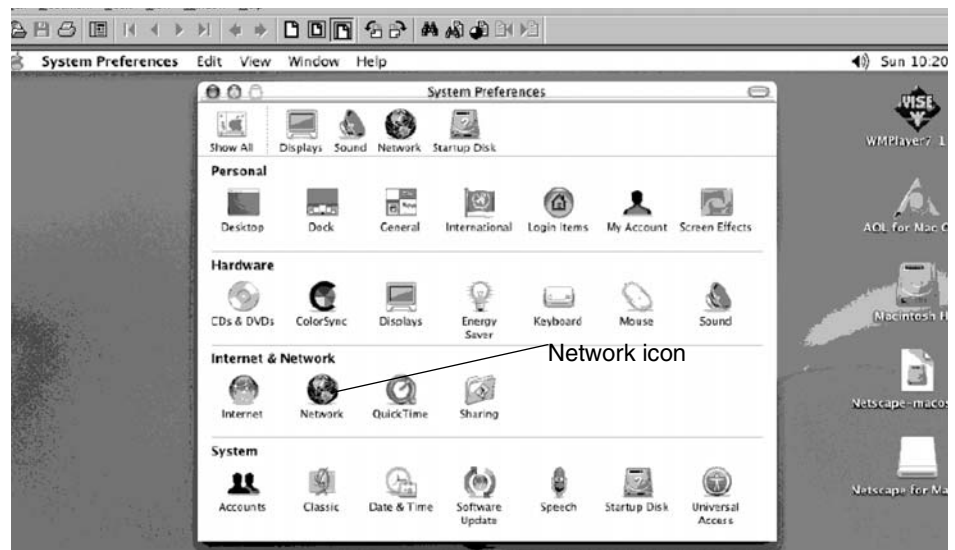 System Preferences Edit View Window Help Sun 10:20
System Preferences
Show All Displays Sound Network Startup Disk
Personal
Desktop Dock General International Login Items My Account Screen Effects
Hardware
CDs & DVDs ColorSync Displays Energy Saver Keyboard Mouse Sound
Internet & Network
Network icon
Internet Network QuickTime Sharing
System
Accounts Classic Date & Time Software Update Speech Startup Disk Universal Access
VISE
WMPlayer7 1
AOL for Mac
Macintosh H
Netscape-macos
Netscape for Ma